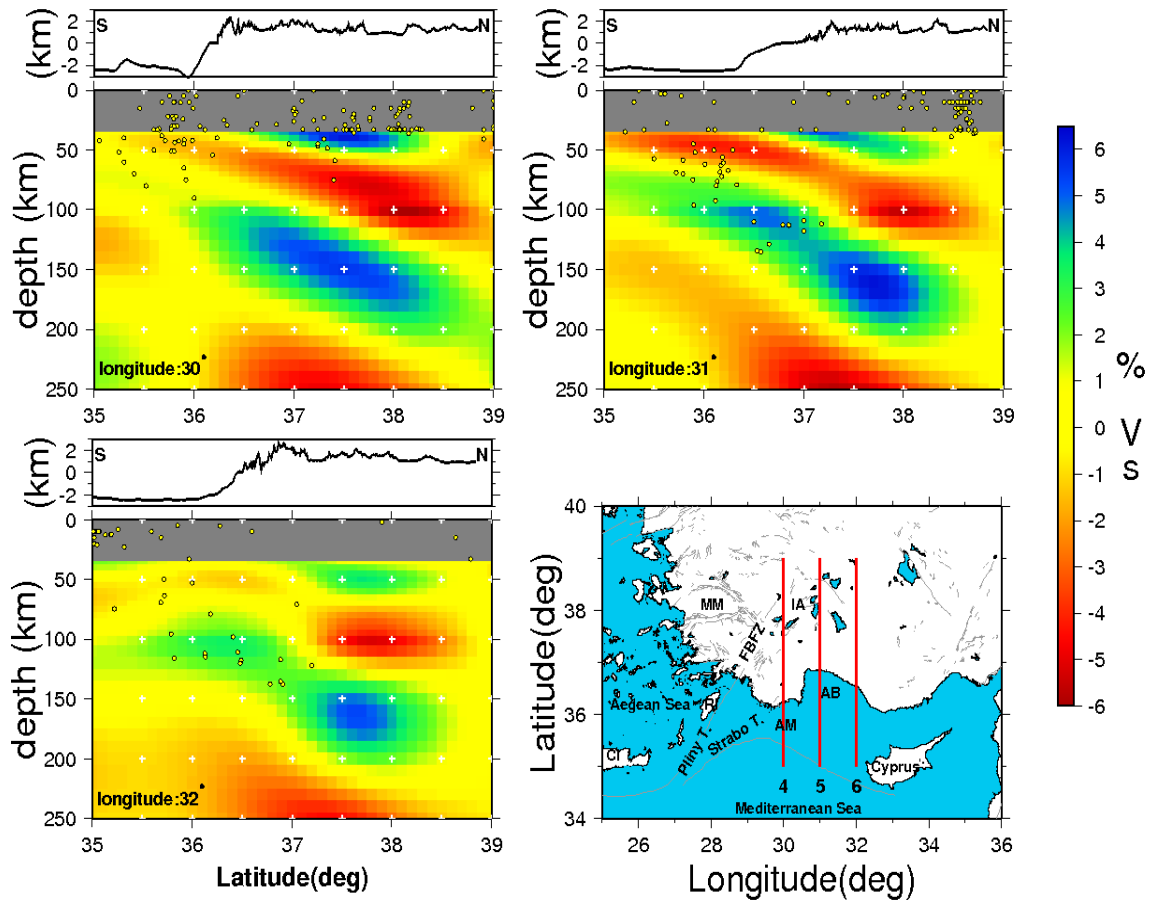 (km)
2
0
-2
S
N
(km)
2
0
-2
S
N
depth (km)
0
50
100
150
200
250
longitude:30°
35 36 37 38 39
depth (km)
0
50
100
150
200
250
longitude:31°
35 36 37 38 39
6
5
4
3
2
1
0
-1
-2
-3
-4
-5
-6
%
V
S
(km)
2
0
-2
S
N
depth (km)
0
50
100
150
200
250
longitude:32°
35 36 37 38 39
Latitude(deg)
Latitude(deg)
40
38
36
34
MM
IA
FBFZ
Aegean Sea
R
AB
AM
Pliny T.
Strabo T.
CI
Cyprus
4 5 6
Mediterranean Sea
26 28 30 32 34 36
Longitude(deg)